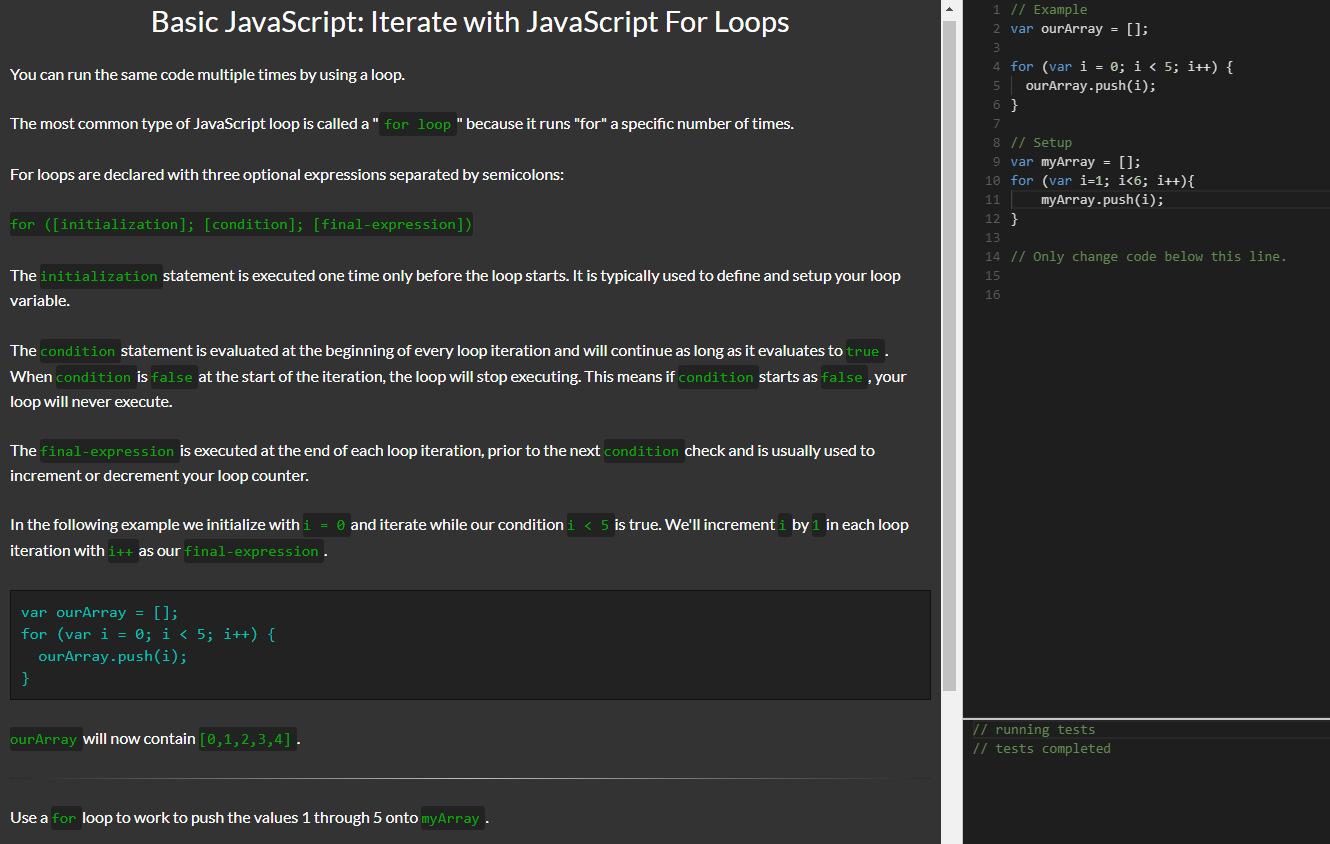 Basic JavaScript: Iterate with JavaScript For Loops
You can run the same code multiple times by using a loop.
The most common type of JavaScript loop is called a " for loop " because it runs "for" a specific number of times.
For loops are declared with three optional expressions separated by semicolons:
for ([initialization]; [condition]; [final-expression])
The initialization statement is executed one time only before the loop starts. It is typically used to define and setup your loop
variable.
The condition statement is evaluated at the beginning of every loop iteration and will continue as long as it evaluates to true .
When condition is false at the start of the iteration, the loop will stop executing. This means if condition starts as false , your
loop will never execute.
The final-expression is executed at the end of each loop iteration, prior to the next condition check and is usually used to
increment or decrement your loop counter.
In the following example we initialize with i = 0 and iterate while our condition i < 5 is true. We'll increment i by 1 in each loop
iteration with i++ as our final-expression .
var ourArray = [];
for (var i = 0; i < 5; i++) {
  ourArray.push(i);
}
ourArray will now contain [0,1,2,3,4] .
Use a for loop to work to push the values 1 through 5 onto myArray .
1 // Example
2 var ourArray = [];
3
4 for (var i = 0; i < 5; i++) {
5   ourArray.push(i);
6 }
7
8 // Setup
9 var myArray = [];
10 for (var i=1; i<6; i++){
11     myArray.push(i);
12 }
13
14 // Only change code below this line.
15
16
// running tests
// tests completed